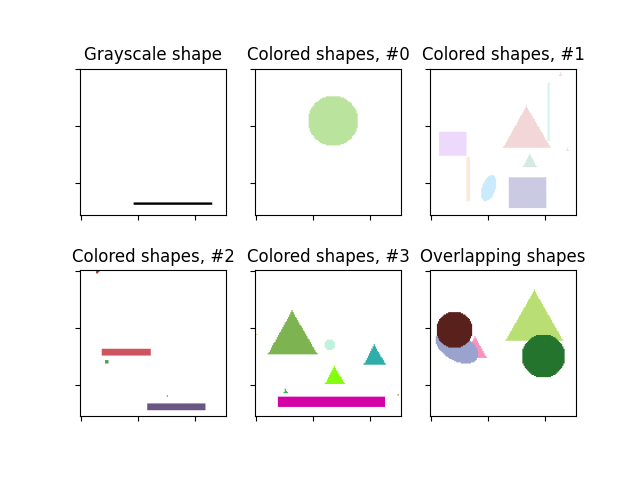 Grayscale shape
Colored shapes, #0
Colored shapes, #1
Colored shapes, #2
Colored shapes, #3
Overlapping shapes